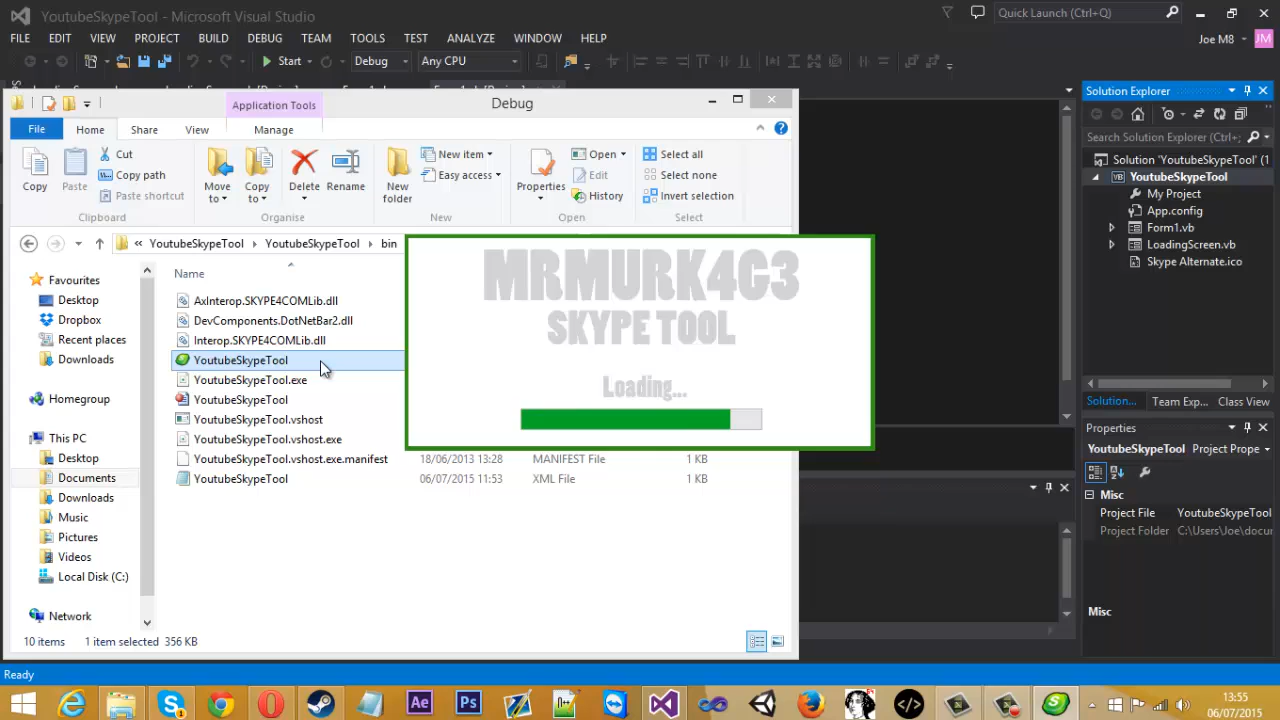 YoutubeSkypeTool - Microsoft Visual Studio
Quick Launch (Ctrl+Q)
FILE EDIT VIEW PROJECT BUILD DEBUG TEAM TOOLS TEST ANALYZE WINDOW HELP
Joe M8 JM
Start Debug Any CPU
Application Tools
Debug
File Home Share View Manage
Copy
Paste
Cut
Copy path
Paste shortcut
Clipboard
Move to
Copy to
Delete
Rename
Organise
New folder
New item
Easy access
New
Properties
Open
Edit
History
Open
Select all
Select none
Invert selection
Select
« YoutubeSkypeTool YoutubeSkypeTool bin
Favourites
Desktop
Dropbox
Recent places
Downloads
Homegroup
This PC
Desktop
Documents
Downloads
Music
Pictures
Videos
Local Disk (C:)
Network
Name
AxInterop.SKYPE4COMLib.dll
DevComponents.DotNetBar2.dll
Interop.SKYPE4COMLib.dll
YoutubeSkypeTool
YoutubeSkypeTool.exe
YoutubeSkypeTool
YoutubeSkypeTool.vshost
YoutubeSkypeTool.vshost.exe
YoutubeSkypeTool.vshost.exe.manifest 18/06/2013 13:28 MANIFEST File 1 KB
YoutubeSkypeTool 06/07/2015 11:53 XML File 1 KB
10 items 1 item selected 356 KB
MRMURK4G3
SKYPE TOOL
Loading...
Solution Explorer
Search Solution Explorer (Ctrl+;)
Solution 'YoutubeSkypeTool' (1
YoutubeSkypeTool
My Project
App.config
Form1.vb
LoadingScreen.vb
Skype Alternate.ico
Solution... Team Exp... Class View
Properties
YoutubeSkypeTool Project Prope
Misc
Project File YoutubeSkypeTool
Project Folder C:\Users\Joe\docur
Misc
Ready
13:55
06/07/2015